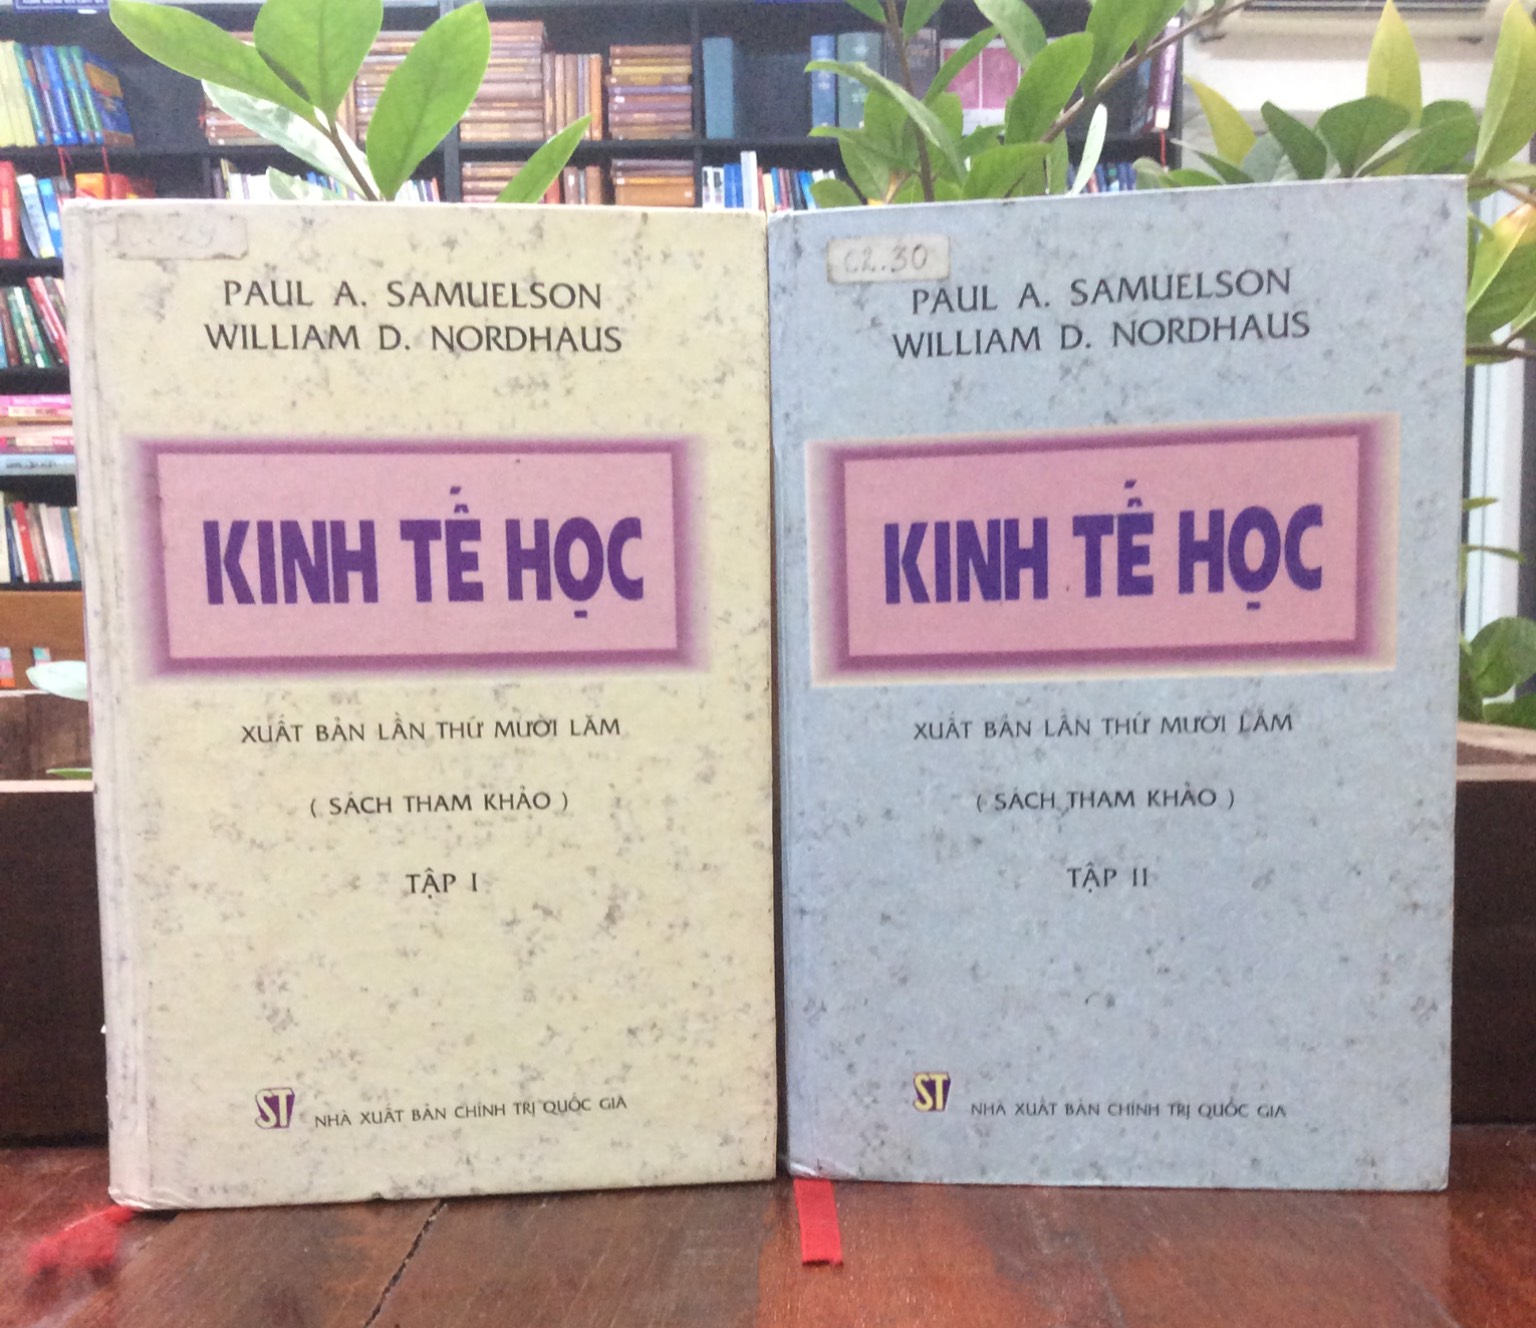 PAUL A. SAMUELSON
WILLIAM D. NORDHAUS
KINH TẾ HỌC
XUẤT BẢN LẦN THỨ MƯỜI LĂM
( SÁCH THAM KHẢO )
TẬP I
ST
NHÀ XUẤT BẢN CHÍNH TRỊ QUỐC GIA
C2.30
PAUL A. SAMUELSON
WILLIAM D. NORDHAUS
KINH TẾ HỌC
XUẤT BẢN LẦN THỨ MƯỜI LĂM
( SÁCH THAM KHẢO )
TẬP II
ST
NHÀ XUẤT BẢN CHÍNH TRỊ QUỐC GIA